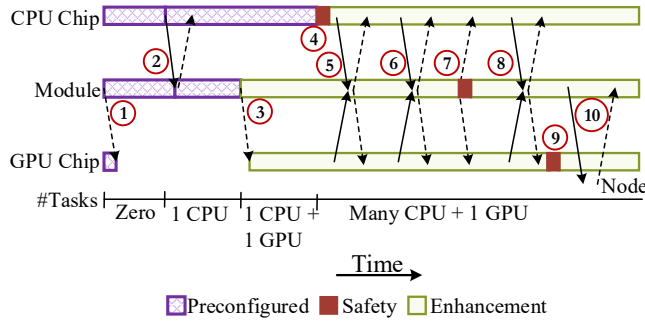 CPU Chip
4
2
5
6
7
8
Module
1
3
10
9
GPU Chip
Node
#Tasks
Zero
1 CPU
1 CPU +
1 GPU
Many CPU + 1 GPU
Time
Preconfigured
Safety
Enhancement